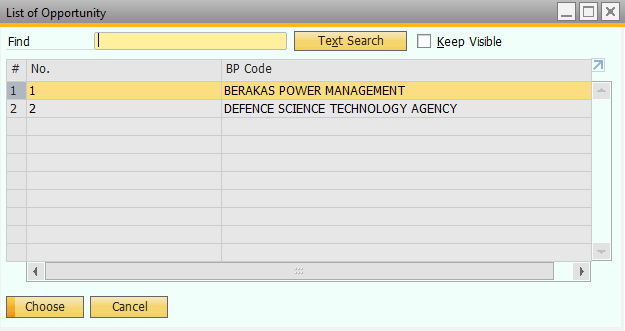 List of Opportunity
Find Text Search Keep Visible
# No. BP Code
1 1 BERAKAS POWER MANAGEMENT
2 2 DEFENCE SCIENCE TECHNOLOGY AGENCY
Choose Cancel